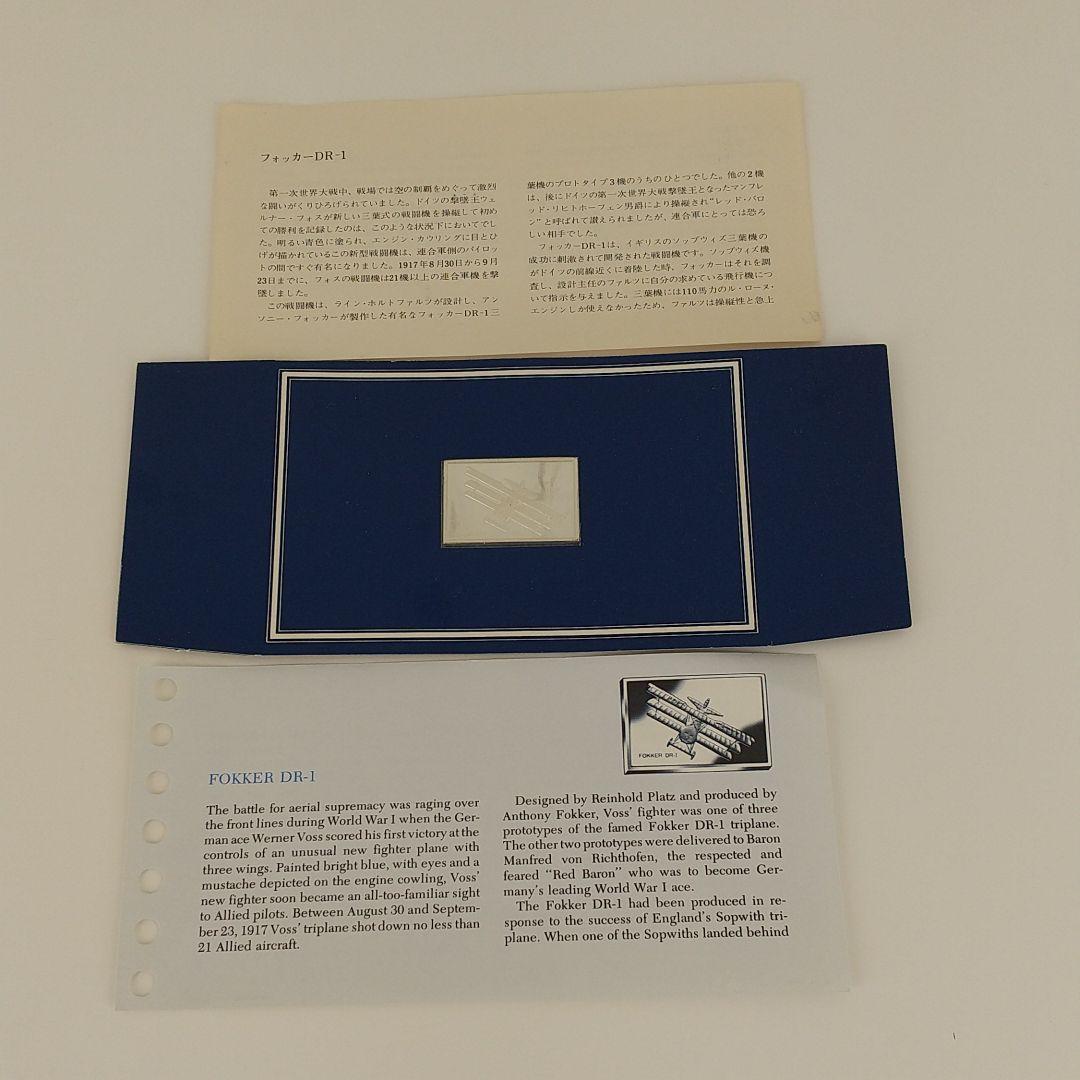 フォッカーDR-1
第一次世界大戦中、戦場では空の制覇をめぐって激烈
な闘いがくりひろげられていました。ドイツの撃墜王ウェ
ルナー・フォスが新しい三葉式の戦闘機を操縦して初め
ての勝利を記録したのは、このような状況下においてでし
た。明るい青色に塗られ、エンジン・カウリングに目とひ
げが描かれているこの新型戦闘機は、連合軍側のパイロッ
トの間ですぐ有名になりました。1917年8月30日から9月
23日までに、フォスの戦闘機は21機以上の連合軍機を撃
墜しました。
この戦闘機は、ライン・ホルトファルツが設計し、アン
ソニー・フォッカーが製作した有名なフォッカーDR-1三
葉機のプロトタイプ3機のうちのひとつでした。他の2機
は、後にドイツの第一次世界大戦撃墜王となったマンフレ
ッド・リヒトホーフェン男爵により操縦され“レッド・バロ
ン”と呼ばれて讃えられましたが、連合軍にとっては恐ろ
しい相手でした。
フォッカーDR-1は、イギリスのソップウィズ三葉機の
成功に刺激されて開発された戦闘機です。ソップウィズ機
がドイツの前線近くに着陸した時、フォッカーはそれを調
査し、設計主任のファルツに自分の求めている飛行機につ
いて指示を与えました。三葉機には110馬力のル・ローヌ・
エンジンしか使えなかったため、ファルツは操縦性と急上
FOKKER DR-1
FOKKER DR-1
The battle for aerial supremacy was raging over
the front lines during World War I when the Ger-
man ace Werner Voss scored his first victory at the
controls of an unusual new fighter plane with
three wings. Painted bright blue, with eyes and a
mustache depicted on the engine cowling, Voss'
new fighter soon became an all-too-familiar sight
to Allied pilots. Between August 30 and Septem-
ber 23, 1917 Voss' triplane shot down no less than
21 Allied aircraft.
Designed by Reinhold Platz and produced by
Anthony Fokker, Voss' fighter was one of three
prototypes of the famed Fokker DR-1 triplane.
The other two prototypes were delivered to Baron
Manfred von Richthofen, the respected and
feared "Red Baron" who was to become Ger-
many's leading World War I ace.
The Fokker DR-1 had been produced in re-
sponse to the success of England's Sopwith tri-
plane. When one of the Sopwiths landed behind